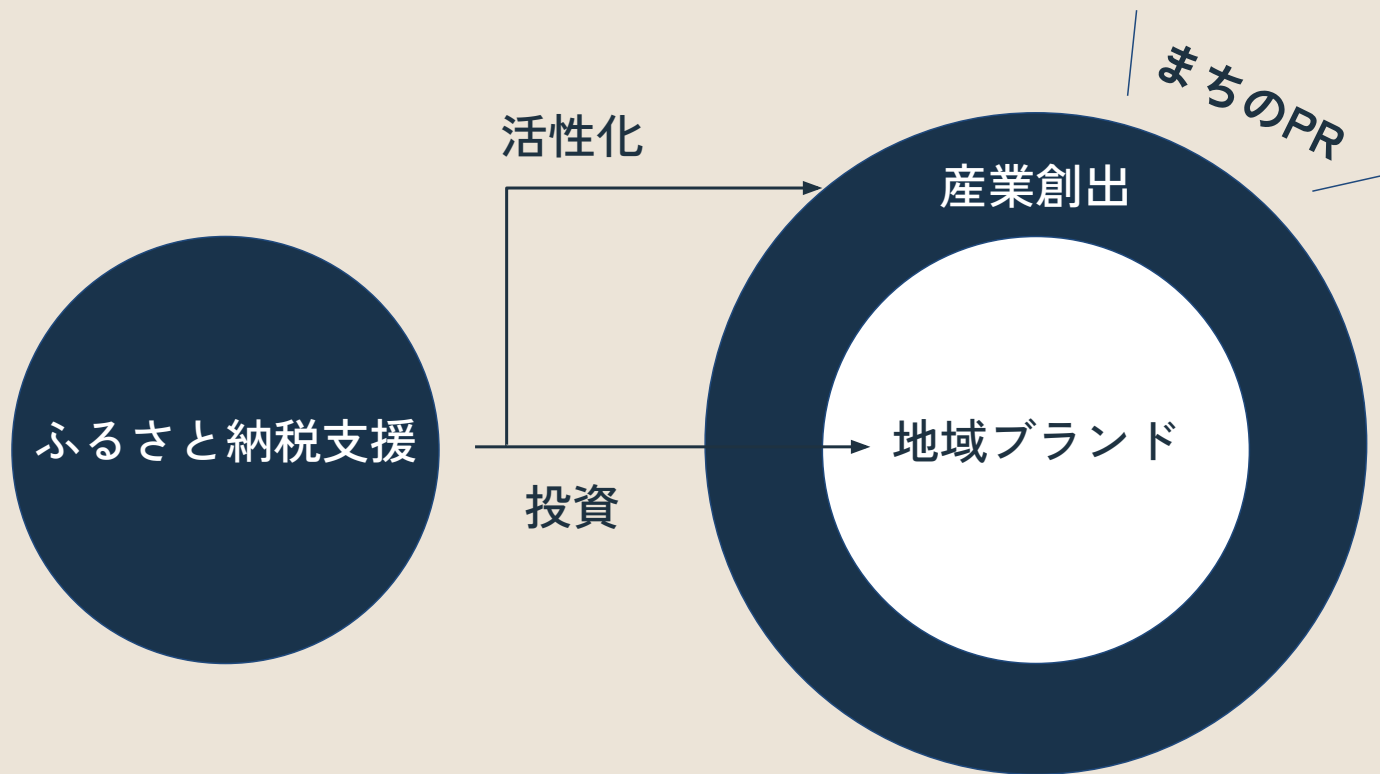 まちのPR
活性化
産業創出
ふるさと納税支援
地域ブランド
投資